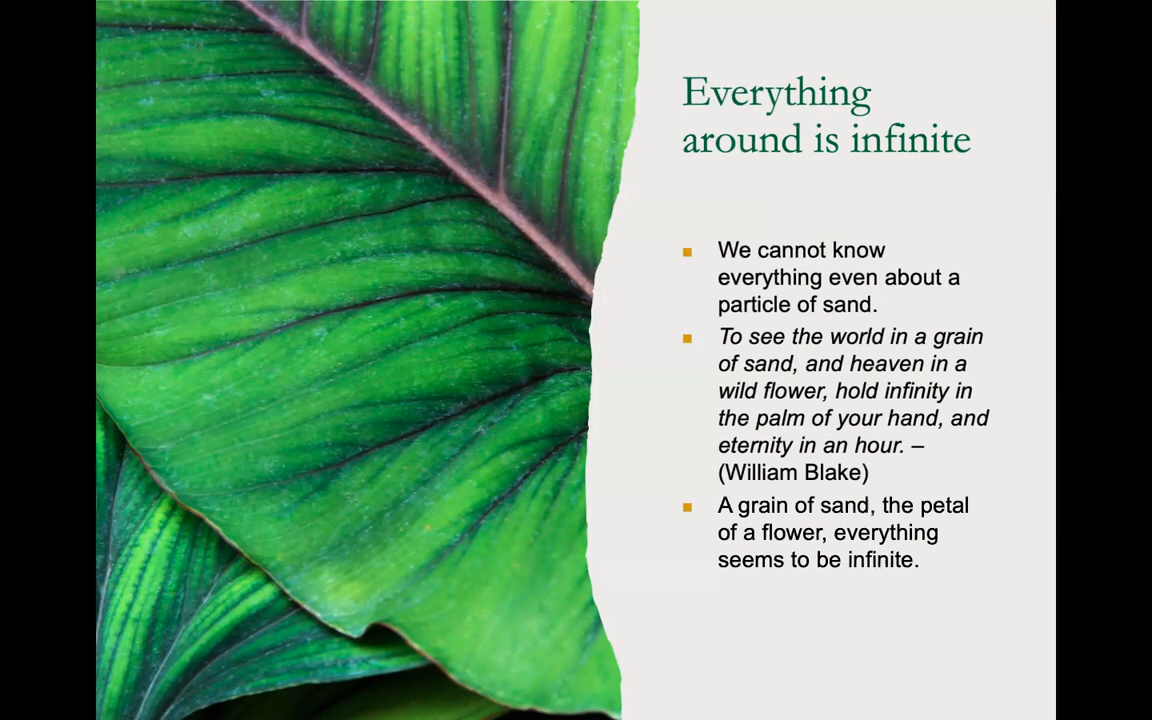 Everything
around is infinite
We cannot know
everything even about a
particle of sand.
To see the world in a grain
of sand, and heaven in a
wild flower, hold infinity in
the palm of your hand, and
eternity in an hour. –
(William Blake)
A grain of sand, the petal
of a flower, everything
seems to be infinite.